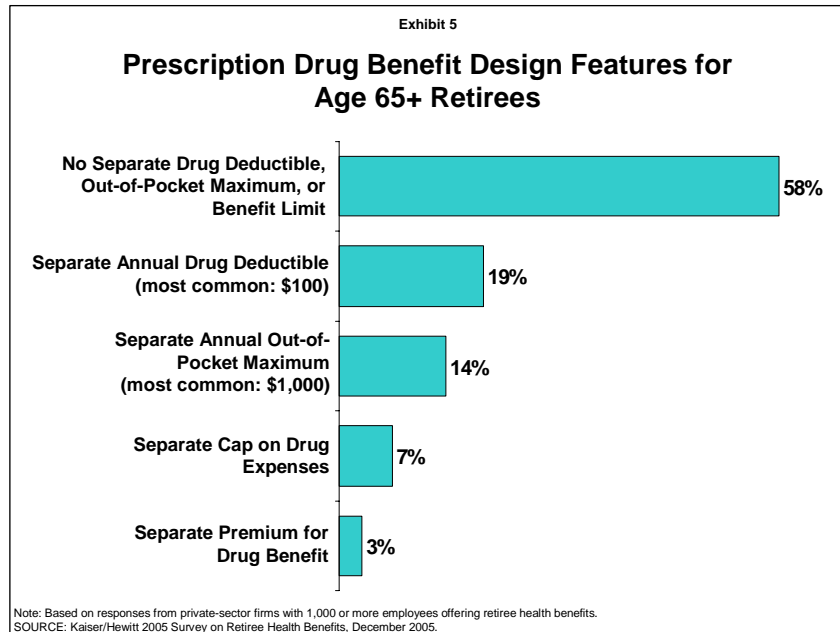 Exhibit 5
Prescription Drug Benefit Design Features for
Age 65+ Retirees
No Separate Drug Deductible,
Out-of-Pocket Maximum, or
Benefit Limit
58%
Separate Annual Drug Deductible
(most common: $100)
19%
Separate Annual Out-of-
Pocket Maximum
(most common: $1,000)
14%
Separate Cap on Drug
Expenses
7%
Separate Premium for
Drug Benefit
3%
Note: Based on responses from private-sector firms with 1,000 or more employees offering retiree health benefits.
SOURCE: Kaiser/Hewitt 2005 Survey on Retiree Health Benefits, December 2005.